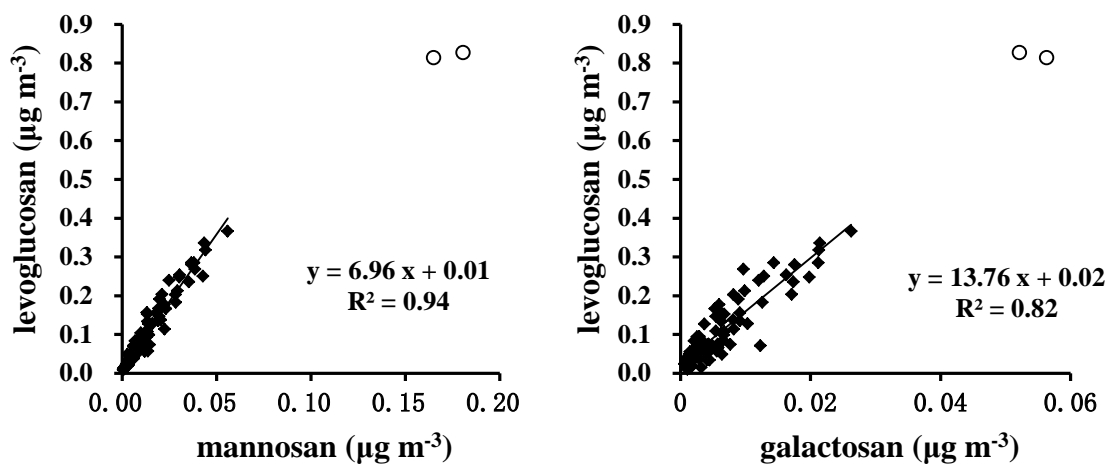 0.9
0.8
0.7
0.6
0.5
0.4
0.3
0.2
0.1
0.0
levoglucosan (µg m-3)
0.00 0.05 0.10 0.15 0.20
mannosan (µg m-3)
y = 6.96 x + 0.01
R² = 0.94
0.9
0.8
0.7
0.6
0.5
0.4
0.3
0.2
0.1
0.0
levoglucosan (µg m-3)
0 0.02 0.04 0.06
galactosan (µg m-3)
y = 13.76 x + 0.02
R² = 0.82